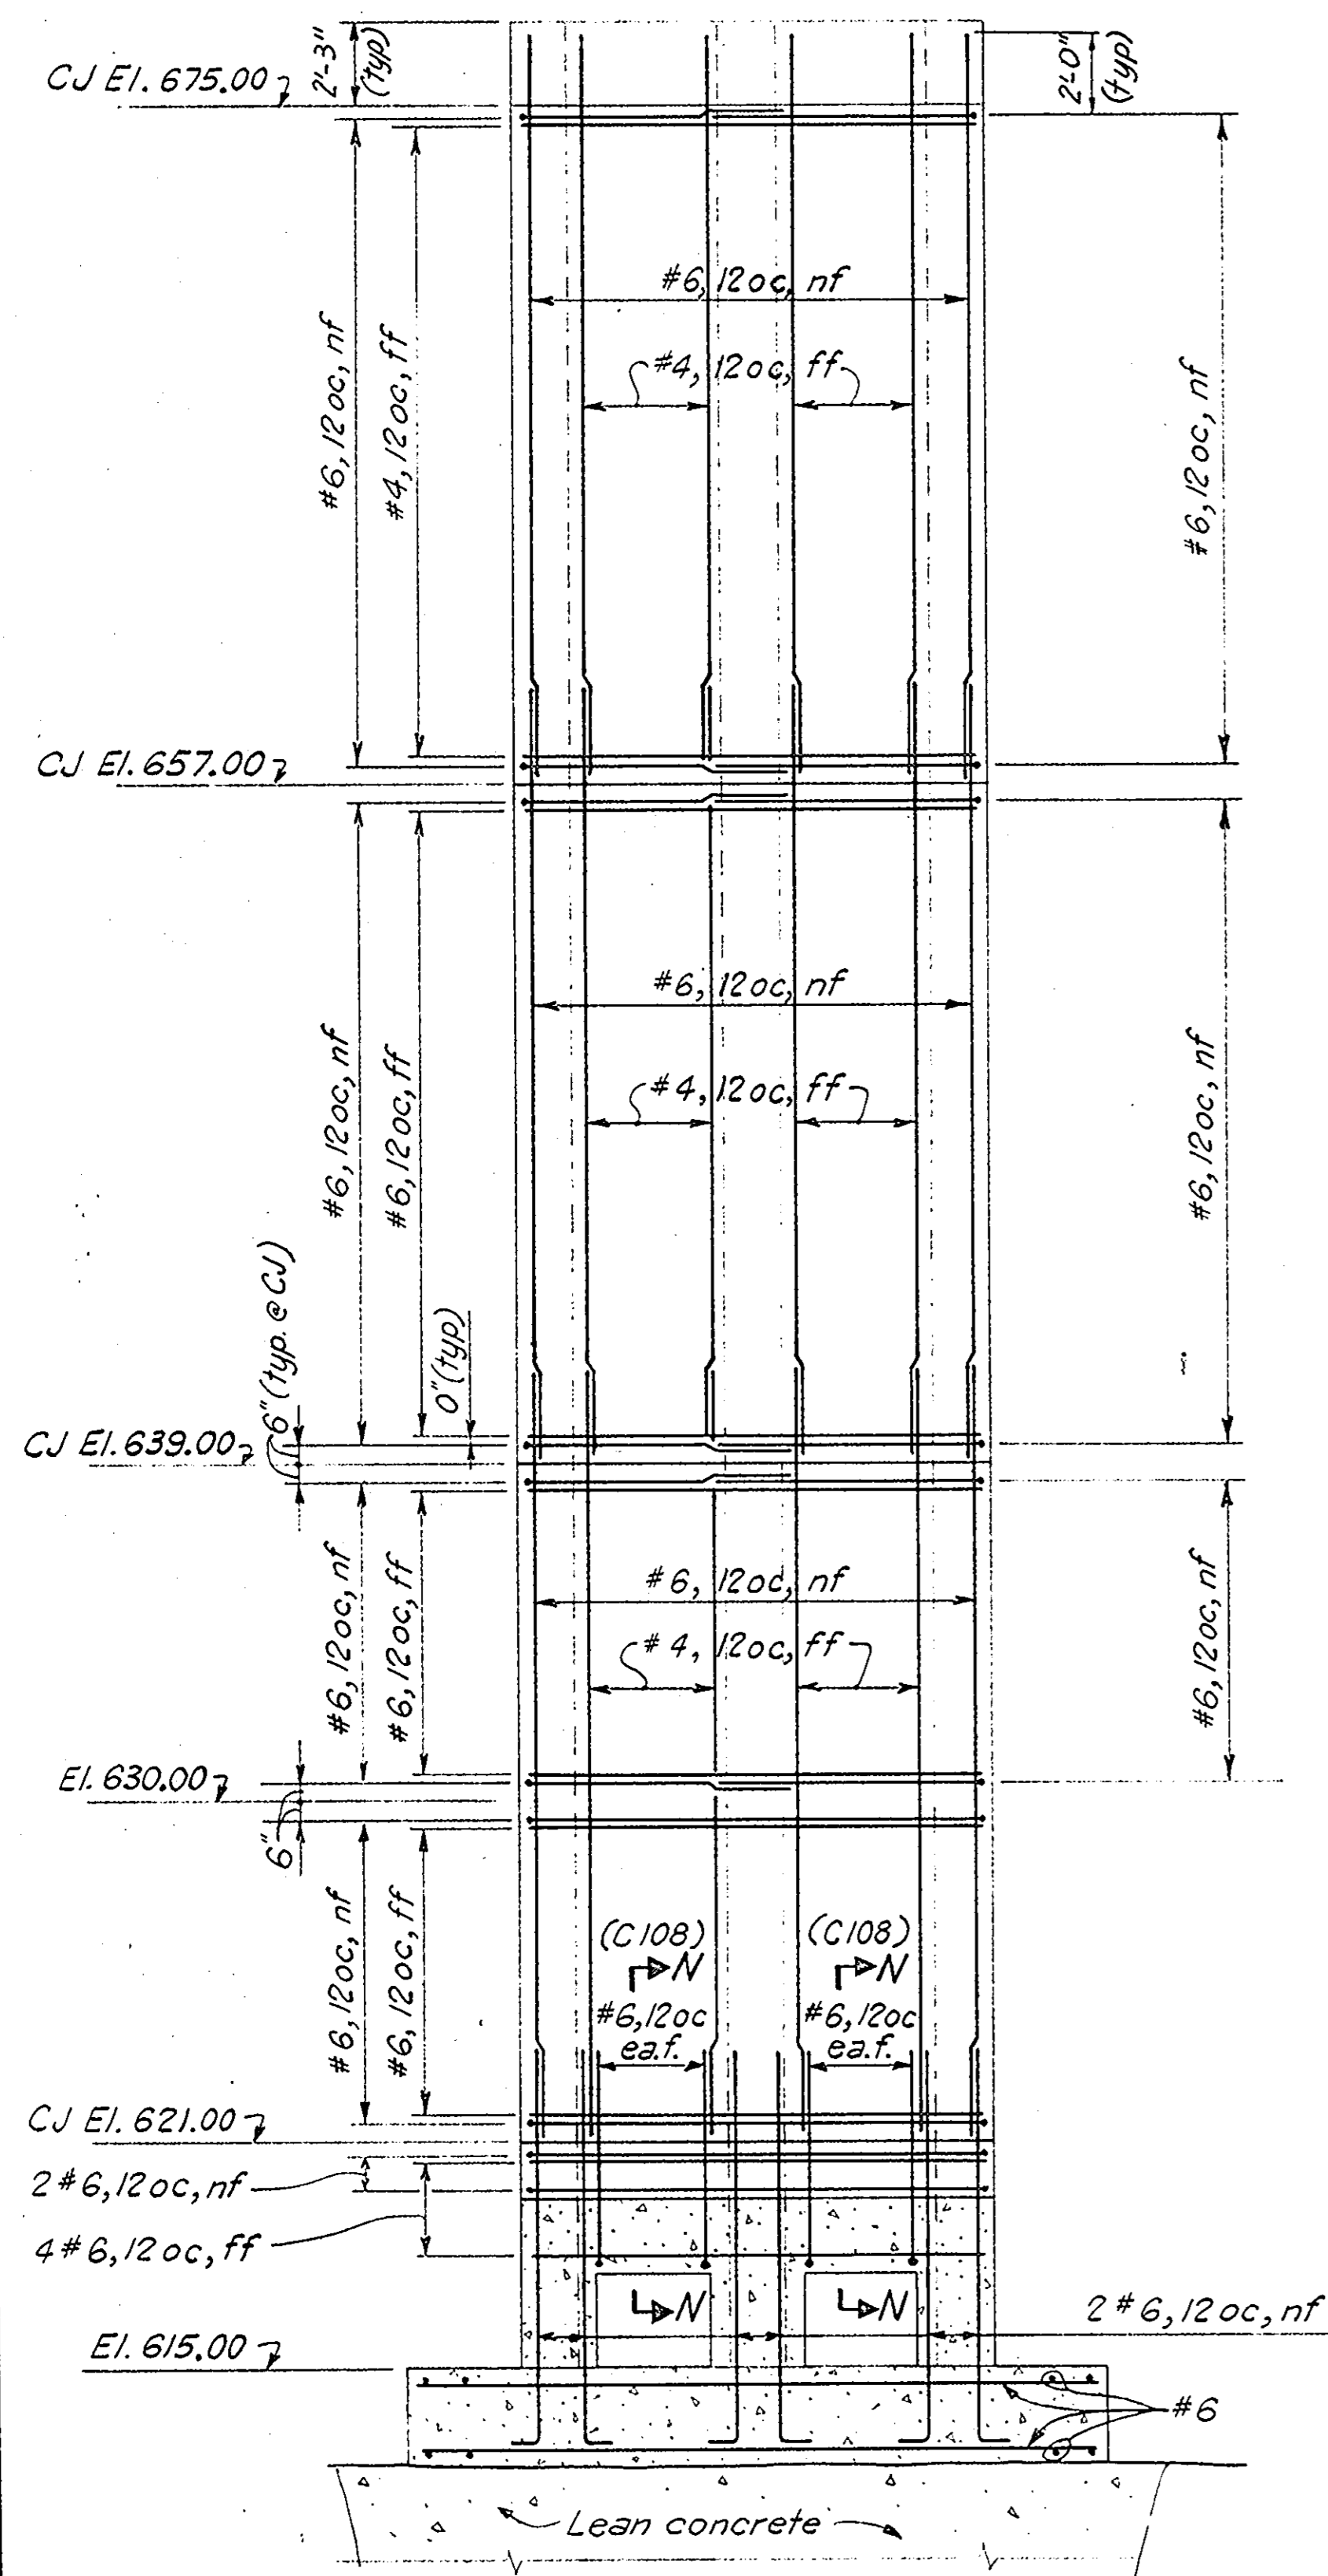 2'-3"
(typ)
2'-0"
(typ)
CJ El. 675.00
#6, 12oc, nf
#4, 12oc, ff
#6, 12oc, nf
#4, 12oc, ff
#6, 12oc, nf
CJ El. 657.00
#6, 12oc, nf
#4, 12oc, ff
#6, 12oc, nf
#6, 12oc, ff
#6, 12oc, nf
6" (typ. @ CJ)
0" (typ)
CJ El. 639.00
#6, 12oc, nf
#4, 12oc, ff
#6, 12oc, nf
#6, 12oc, ff
#6, 12oc, nf
El. 630.00
6"
#6, 12oc, nf
#6, 12oc, ff
(C108)
N
#6, 12oc
ea.f.
(C108)
N
#6, 12oc
ea.f.
CJ El. 621.00
2#6, 12oc, nf
4#6, 12oc, ff
N
N
2#6, 12oc, nf
El. 615.00
#6
Lean concrete